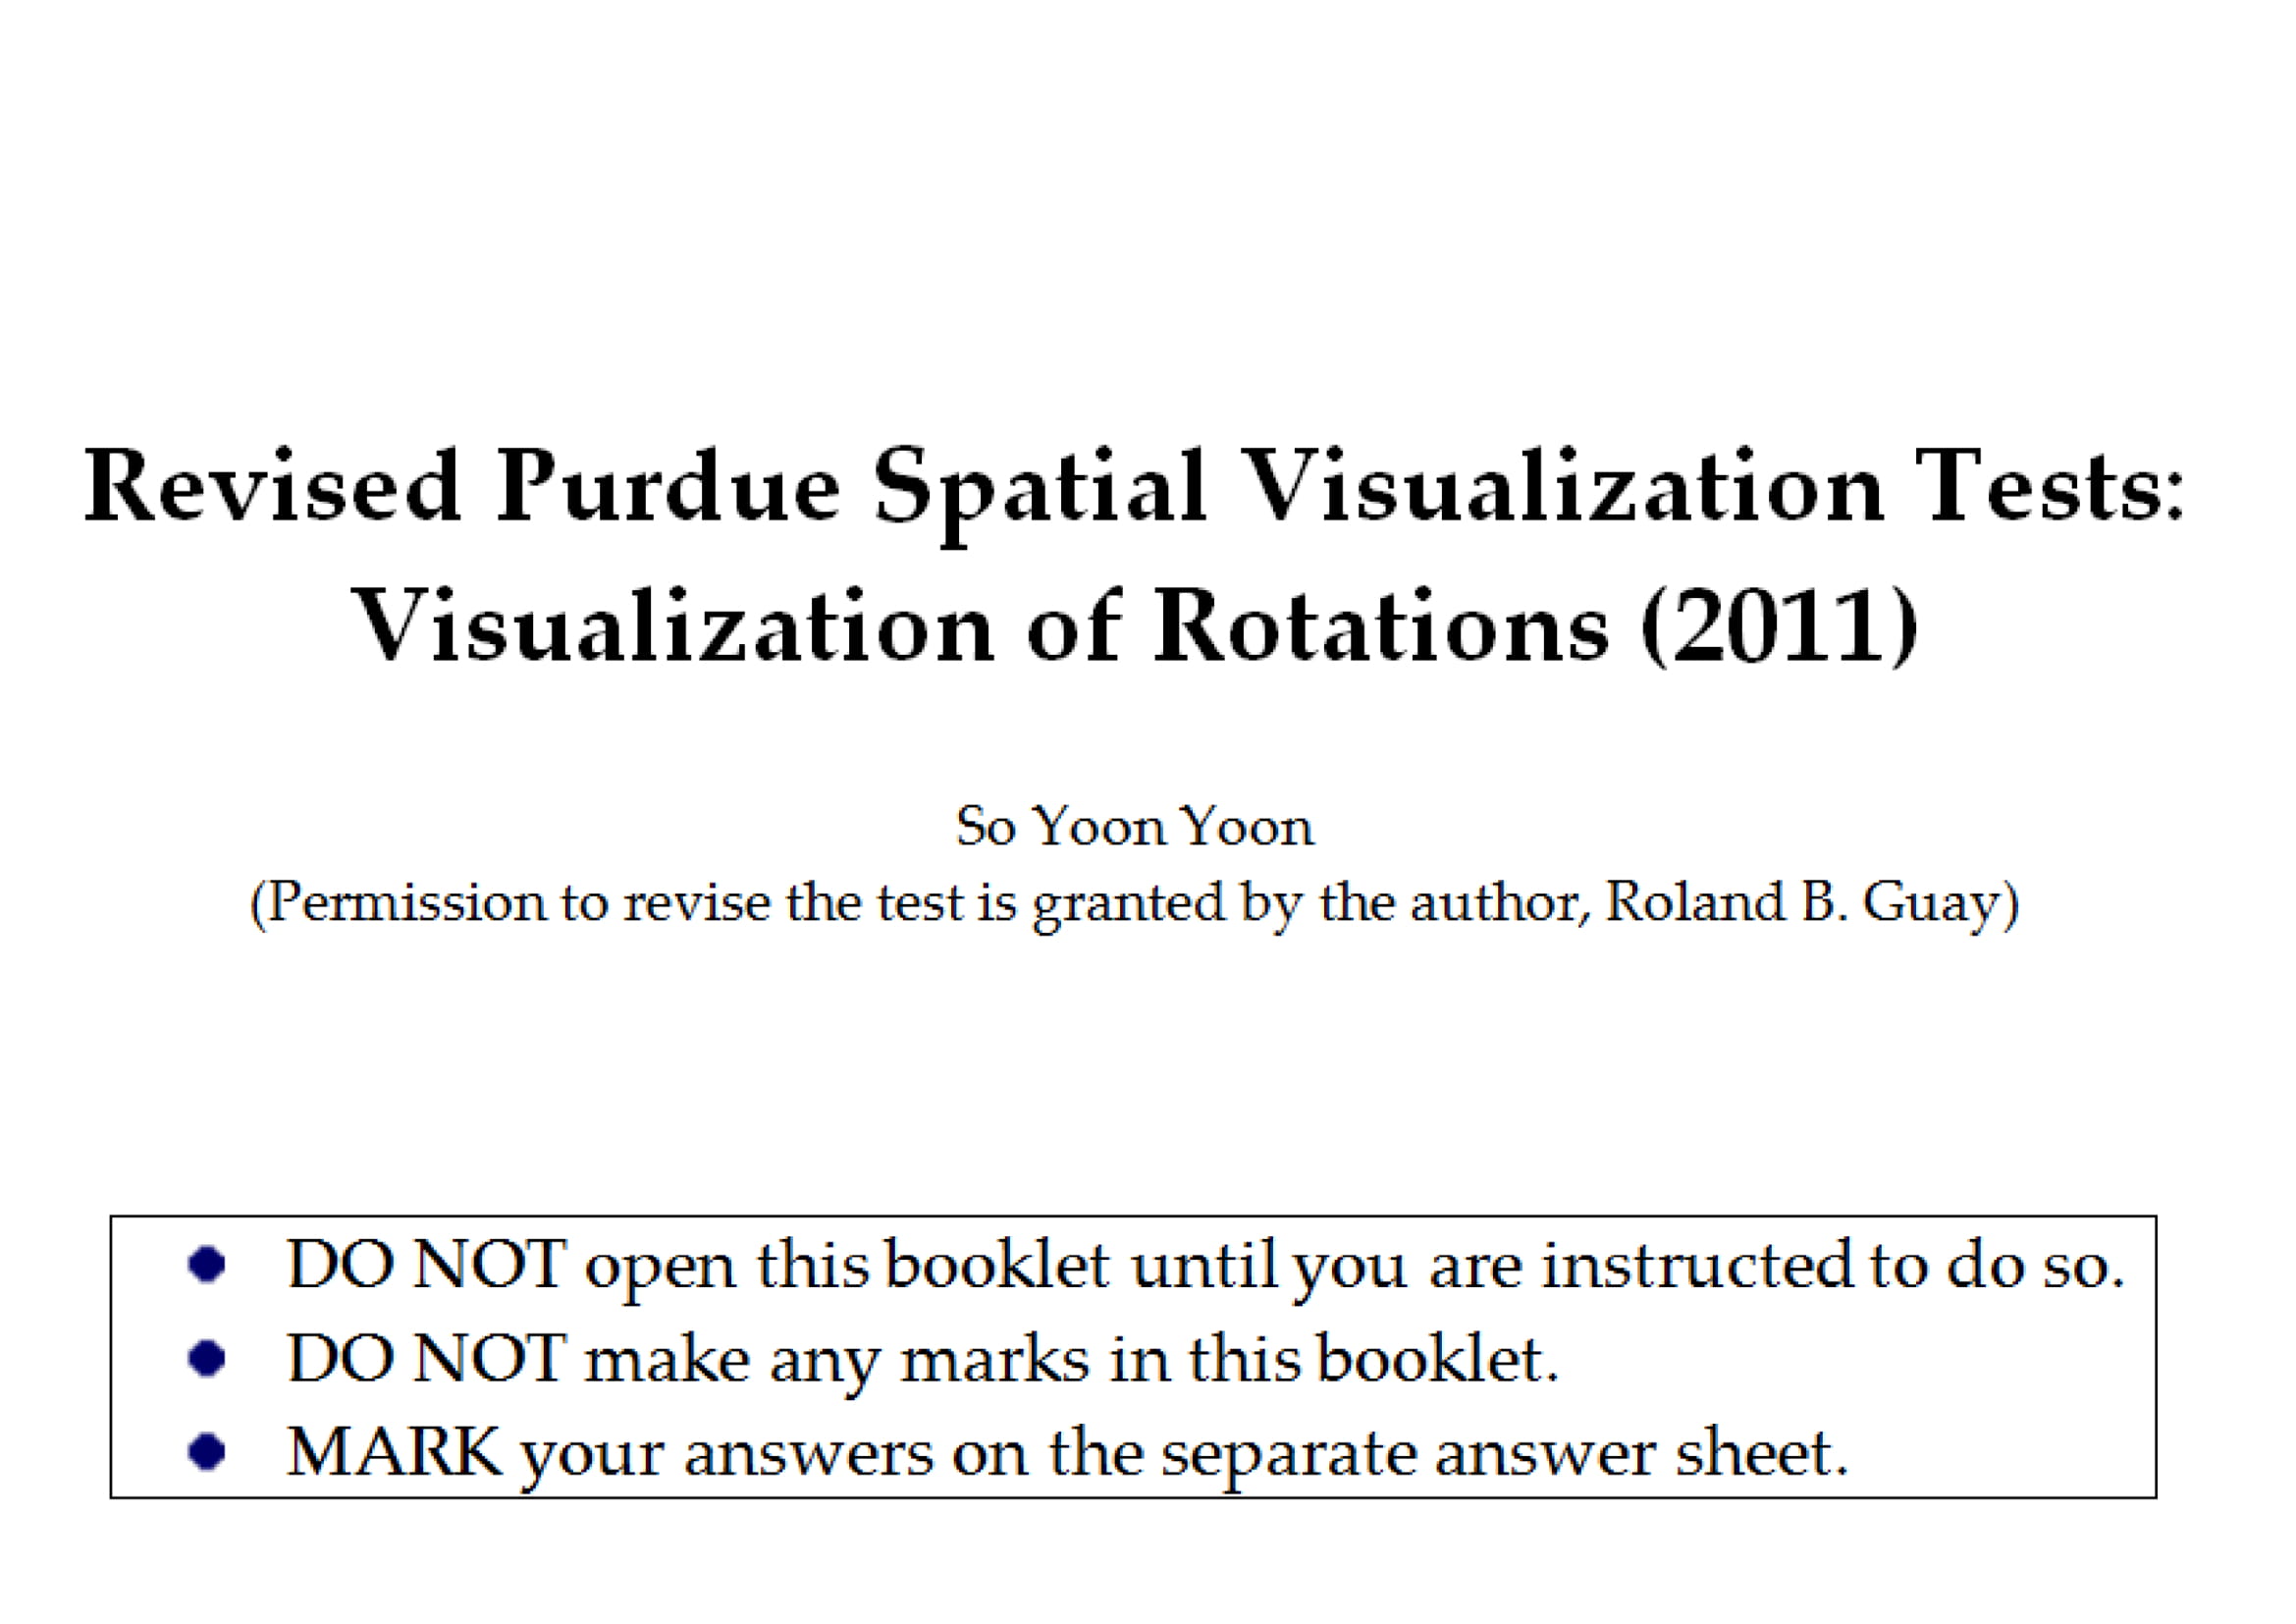 Revised Purdue Spatial Visualization Tests:
Visualization of Rotations (2011)
So Yoon Yoon
(Permission to revise the test is granted by the author, Roland B. Guay)
DO NOT open this booklet until you are instructed to do so.
DO NOT make any marks in this booklet.
MARK your answers on the separate answer sheet.